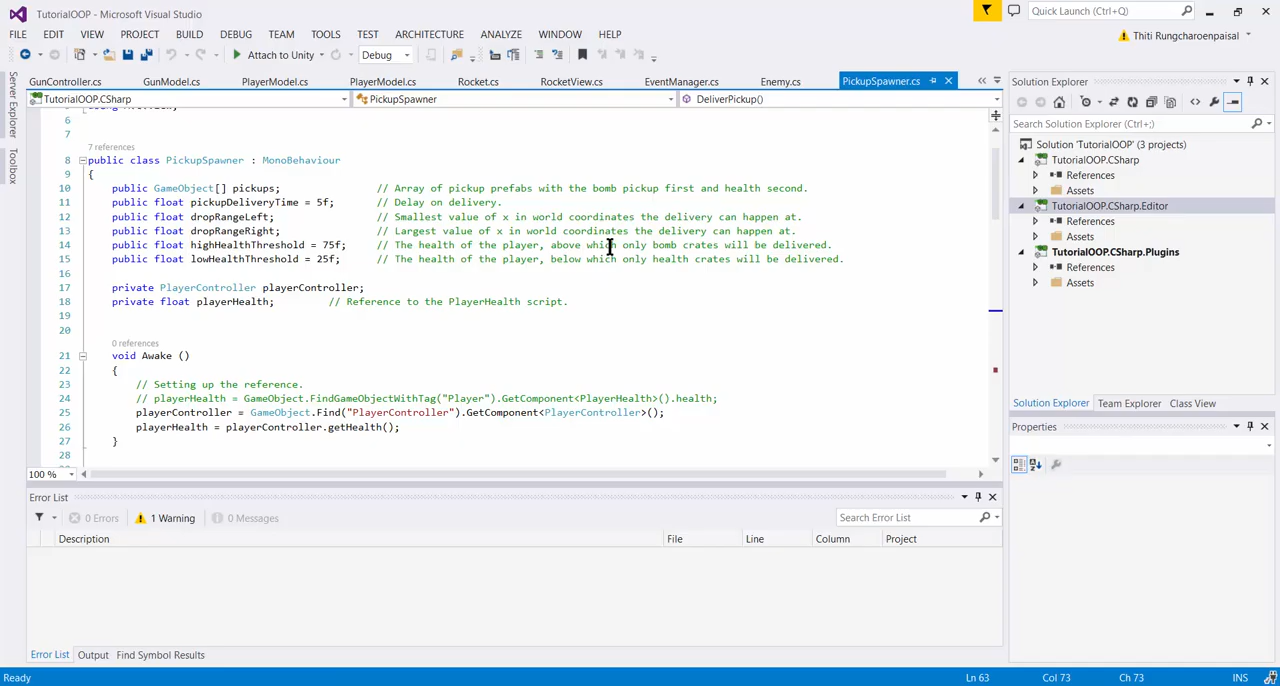 TutorialOOP - Microsoft Visual Studio
Quick Launch (Ctrl+Q)
FILE EDIT VIEW PROJECT BUILD DEBUG TEAM TOOLS TEST ARCHITECTURE ANALYZE WINDOW HELP
Thiti Rungcharoenpaisal
Attach to Unity Debug
Server Explorer
Toolbox
GunController.cs GunModel.cs PlayerModel.cs PlayerModel.cs Rocket.cs RocketView.cs EventManager.cs Enemy.cs PickupSpawner.cs
TutorialOOP.CSharp PickupSpawner DeliverPickup()
6
7
7 references
8 public class PickupSpawner : MonoBehaviour
9 {
10 public GameObject[] pickups; // Array of pickup prefabs with the bomb pickup first and health second.
11 public float pickupDeliveryTime = 5f; // Delay on delivery.
12 public float dropRangeLeft; // Smallest value of x in world coordinates the delivery can happen at.
13 public float dropRangeRight; // Largest value of x in world coordinates the delivery can happen at.
14 public float highHealthThreshold = 75f; // The health of the player, above which only bomb crates will be delivered.
15 public float lowHealthThreshold = 25f; // The health of the player, below which only health crates will be delivered.
16
17 private PlayerController playerController;
18 private float playerHealth; // Reference to the PlayerHealth script.
19
20
0 references
21 void Awake ()
22 {
23 // Setting up the reference.
24 // playerHealth = GameObject.FindGameObjectWithTag("Player").GetComponent<PlayerHealth>().health;
25 playerController = GameObject.Find("PlayerController").GetComponent<PlayerController>();
26 playerHealth = playerController.getHealth();
27 }
28
100 %
Error List
0 Errors 1 Warning 0 Messages Search Error List
Description File Line Column Project
Error List Output Find Symbol Results
Solution Explorer
Search Solution Explorer (Ctrl+;)
Solution 'TutorialOOP' (3 projects)
TutorialOOP.CSharp
References
Assets
TutorialOOP.CSharp.Editor
References
Assets
TutorialOOP.CSharp.Plugins
References
Assets
Solution Explorer Team Explorer Class View
Properties
Ready Ln 63 Col 73 Ch 73 INS